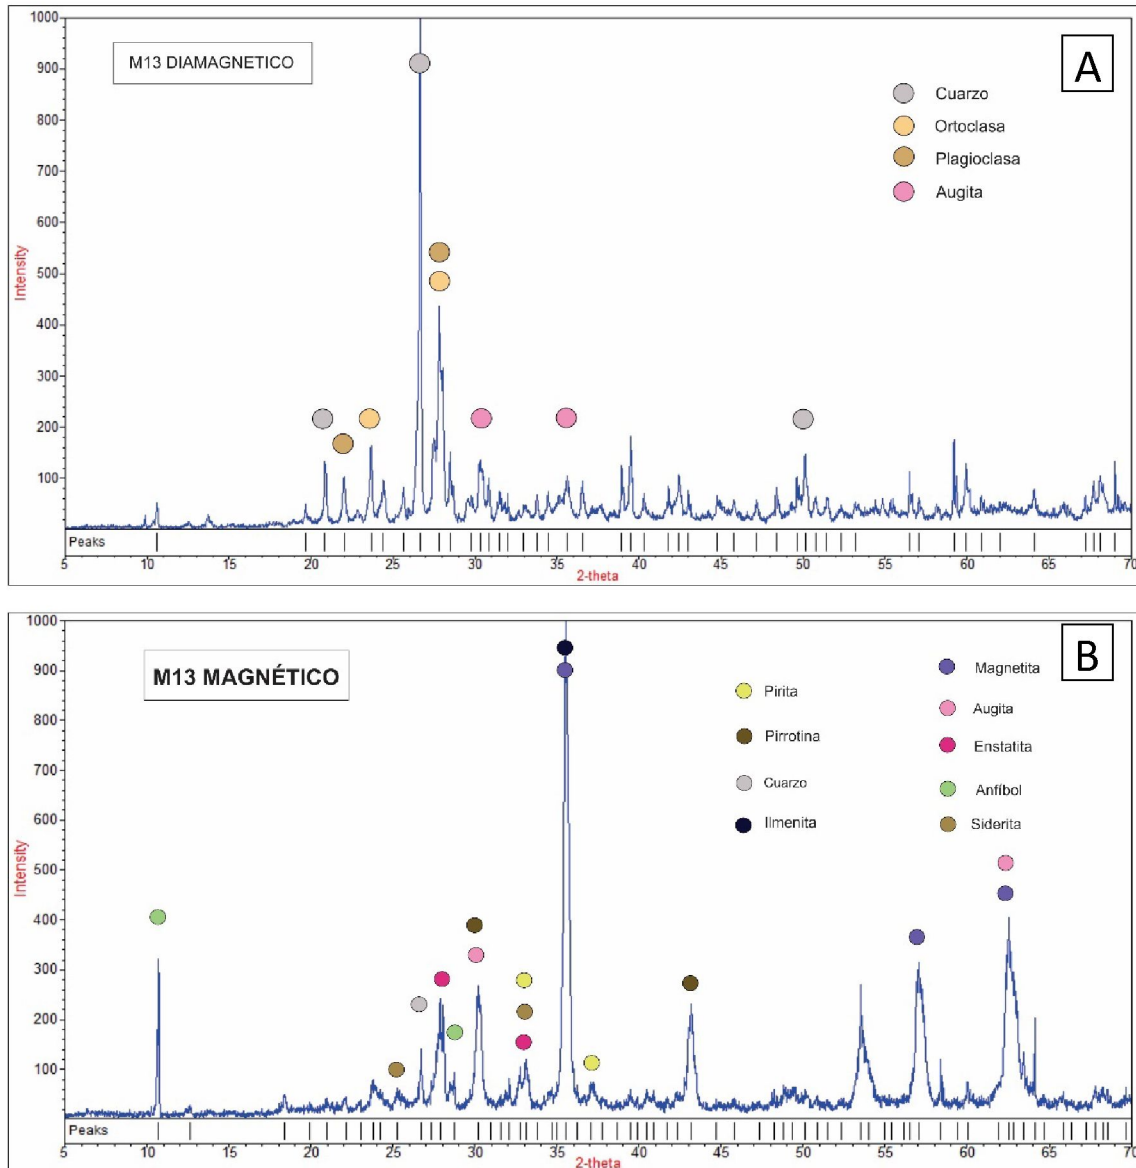 M13 DIAMAGNETICO
A
Cuarzo
Ortoclasa
Plagioclasa
Augita
Intensity
1000
900
800
700
600
500
400
300
200
100
Peaks
5 10 15 20 25 30 35 40 45 50 55 60 65 70
2-theta
M13 MAGNÉTICO
B
Pirita
Pirrotina
Cuarzo
Ilmenita
Magnetita
Augita
Enstatita
Anfíbol
Siderita
Intensity
1000
900
800
700
600
500
400
300
200
100
Peaks
5 10 15 20 25 30 35 40 45 50 55 60 65 70
2-theta